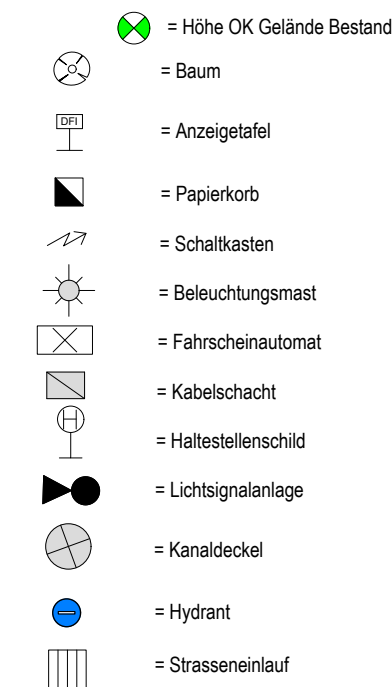 = Höhe OK Gelände Bestand
= Baum
DFI
= Anzeigetafel
= Papierkorb
= Schaltkasten
= Beleuchtungsmast
= Fahrscheinautomat
= Kabelschacht
H
= Haltestellenschild
= Lichtsignalanlage
= Kanaldeckel
= Hydrant
= Strasseneinlauf